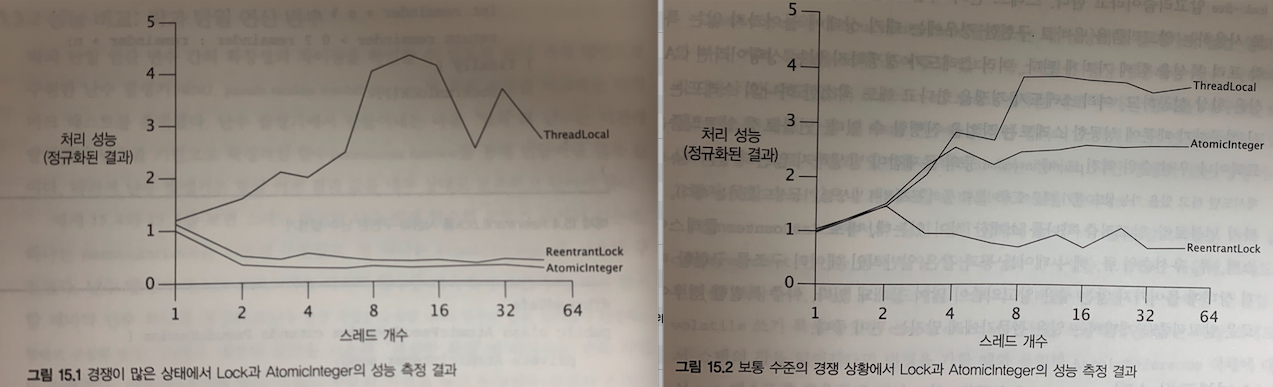 5
4
3
2
1
0
처리 성능
(정규화된 결과)
ThreadLocal
ReentrantLock
AtomicInteger
1
2
4
8
16
32
64
스레드 개수
그림 15.1 경쟁이 많은 상태에서 Lock과 AtomicInteger의 성능 측정 결과
5
4
3
2
1
0
처리 성능
(정규화된 결과)
ThreadLocal
AtomicInteger
ReentrantLock
1
2
4
8
16
32
64
스레드 개수
그림 15.2 보통 수준의 경쟁 상황에서 Lock과 AtomicInteger의 성능 측정 결과